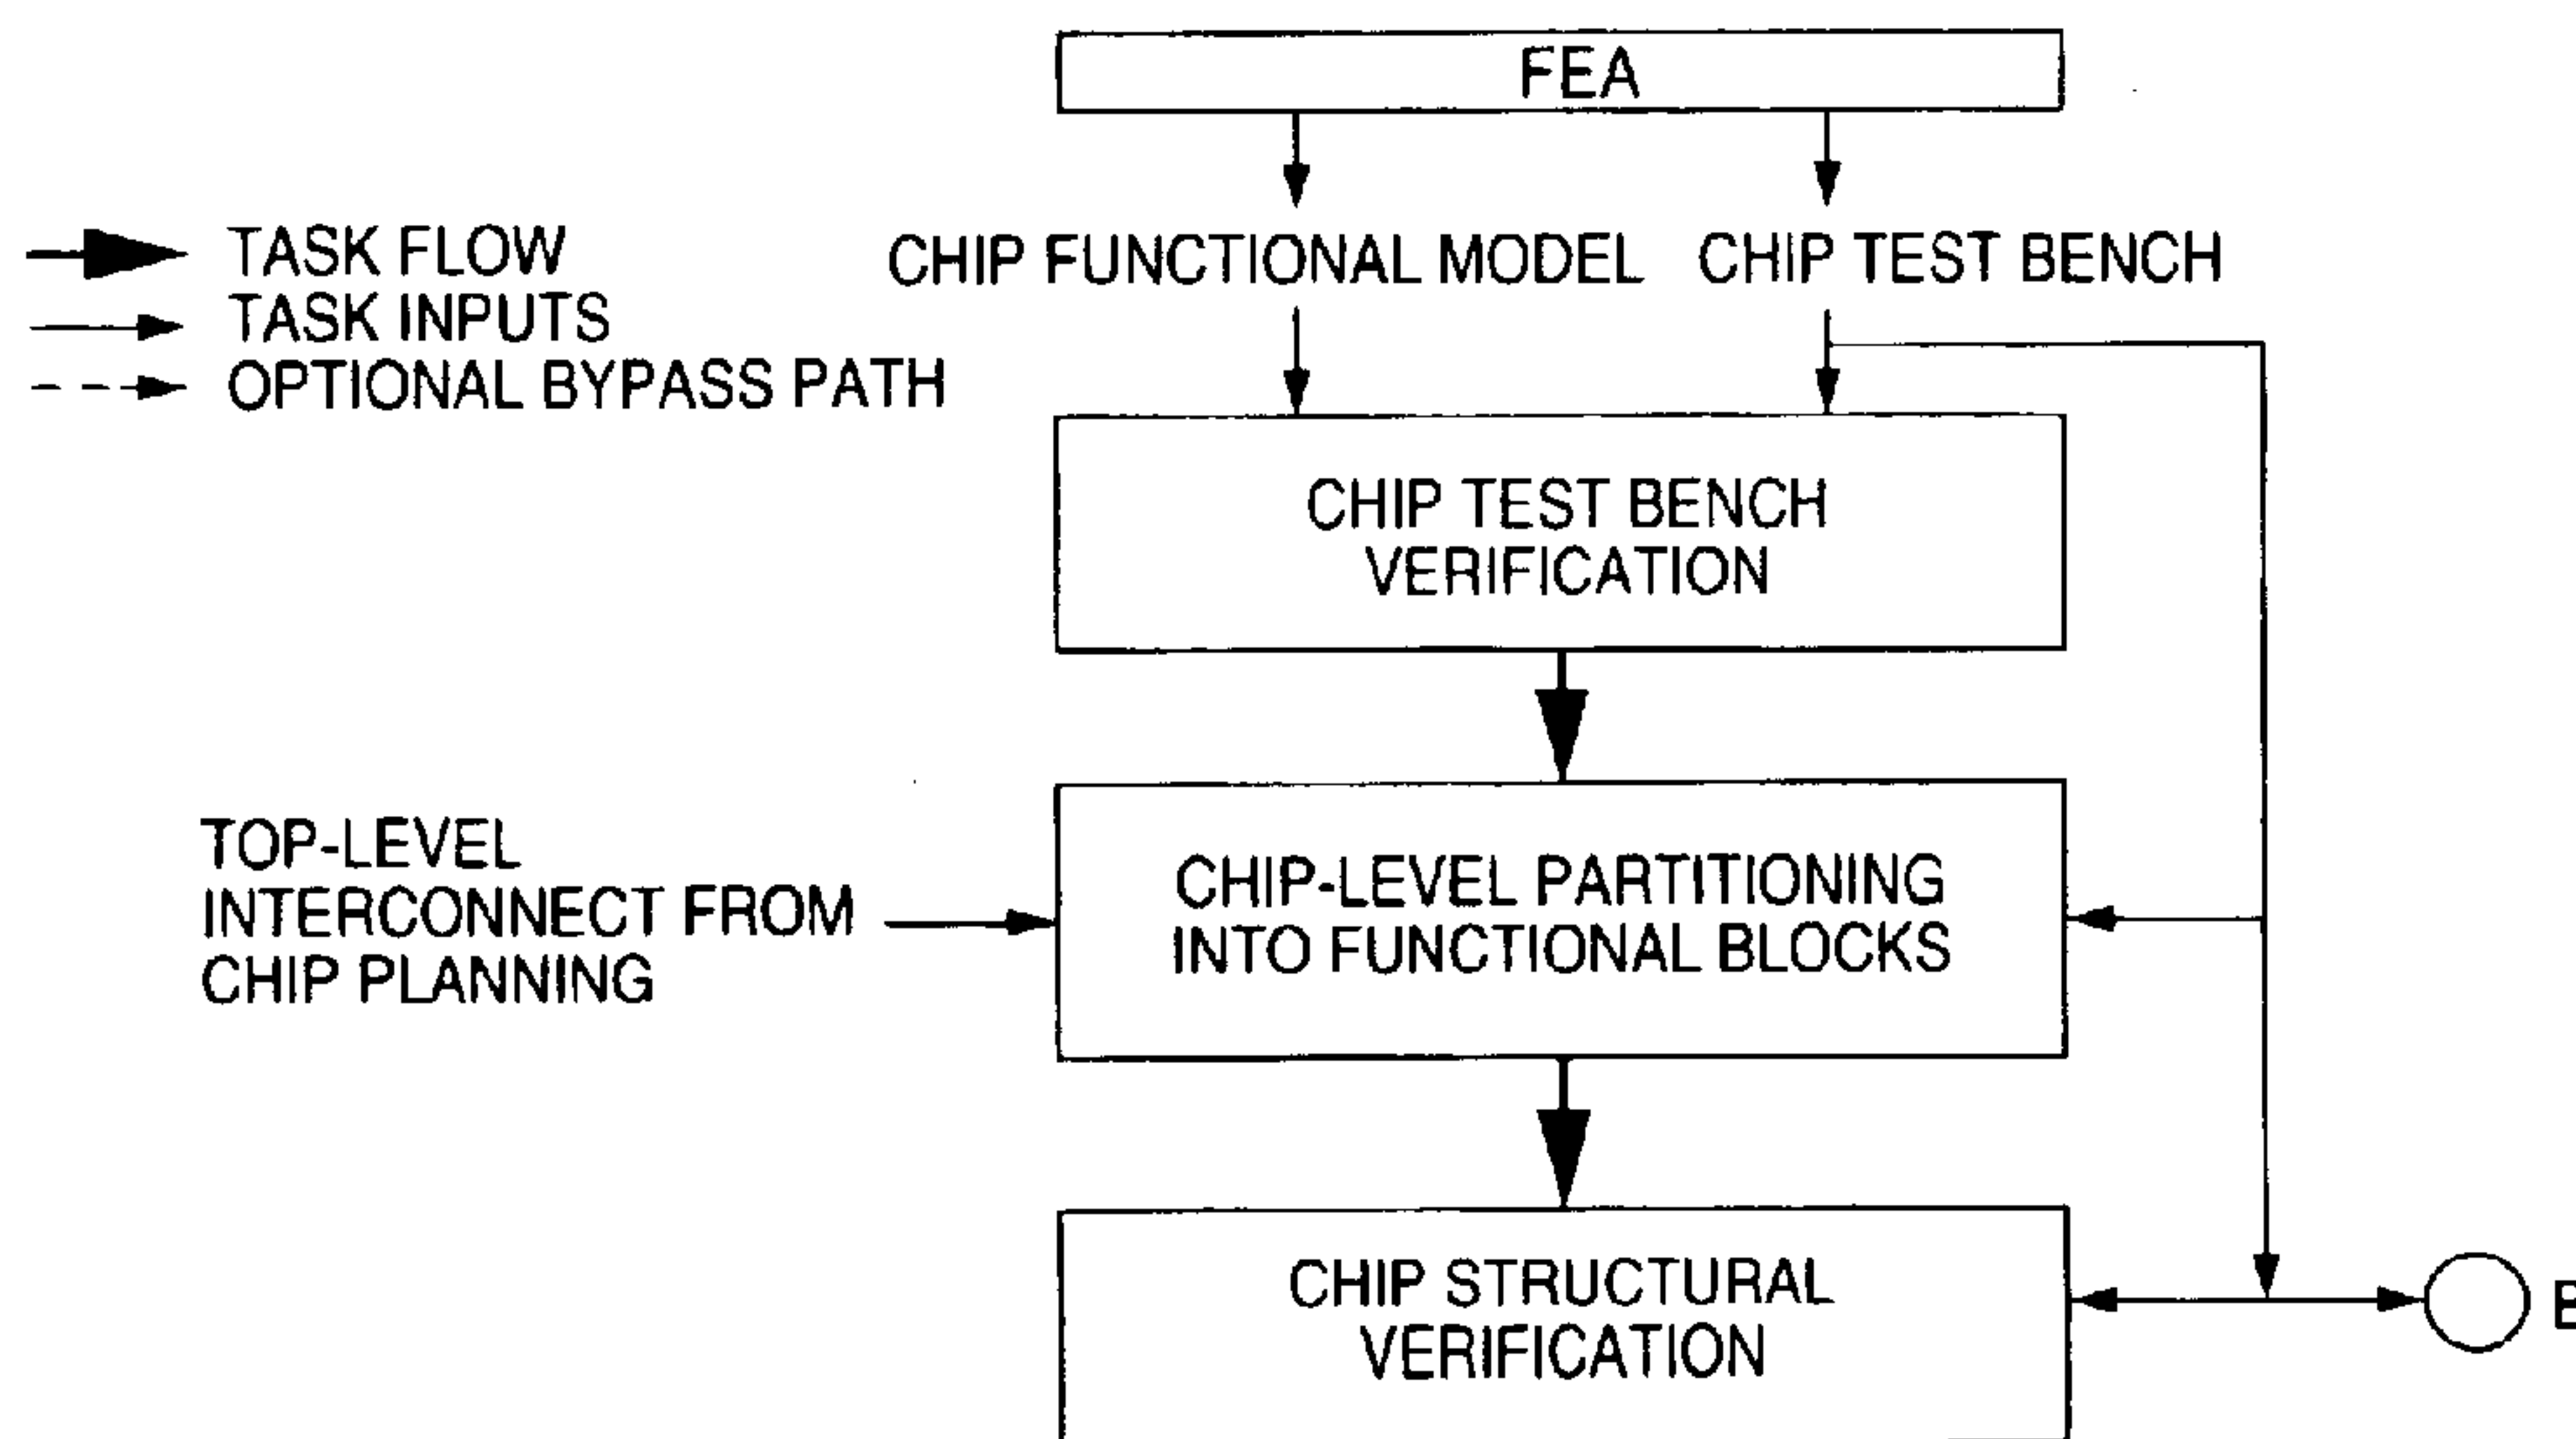 FEA
TASK FLOW
TASK INPUTS
OPTIONAL BYPASS PATH
CHIP FUNCTIONAL MODEL
CHIP TEST BENCH
CHIP TEST BENCH
VERIFICATION
TOP-LEVEL
INTERCONNECT FROM
CHIP PLANNING
CHIP-LEVEL PARTITIONING
INTO FUNCTIONAL BLOCKS
CHIP STRUCTURAL
VERIFICATION